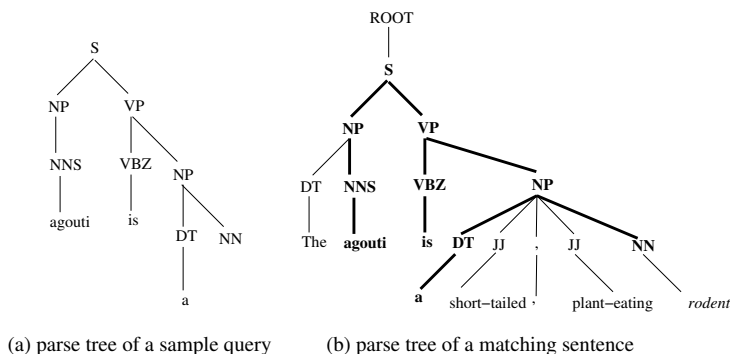 ROOT
S
S
NP VP
NP VP
NNS VBZ NP
DT NNS VBZ NP
agouti is DT NN
The agouti is DT JJ , JJ NN
a
a short-tailed , plant-eating rodent
(a) parse tree of a sample query (b) parse tree of a matching sentence